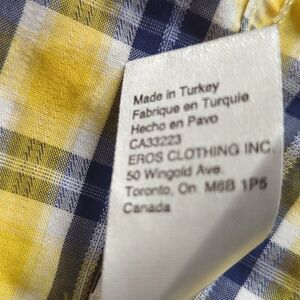 Made in Turkey
Fabrique en Turquie
Hecho en Pavo
CA33223
EROS CLOTHING INC.
50 Wingold Ave.
Toronto, On M6B 1P5
Canada